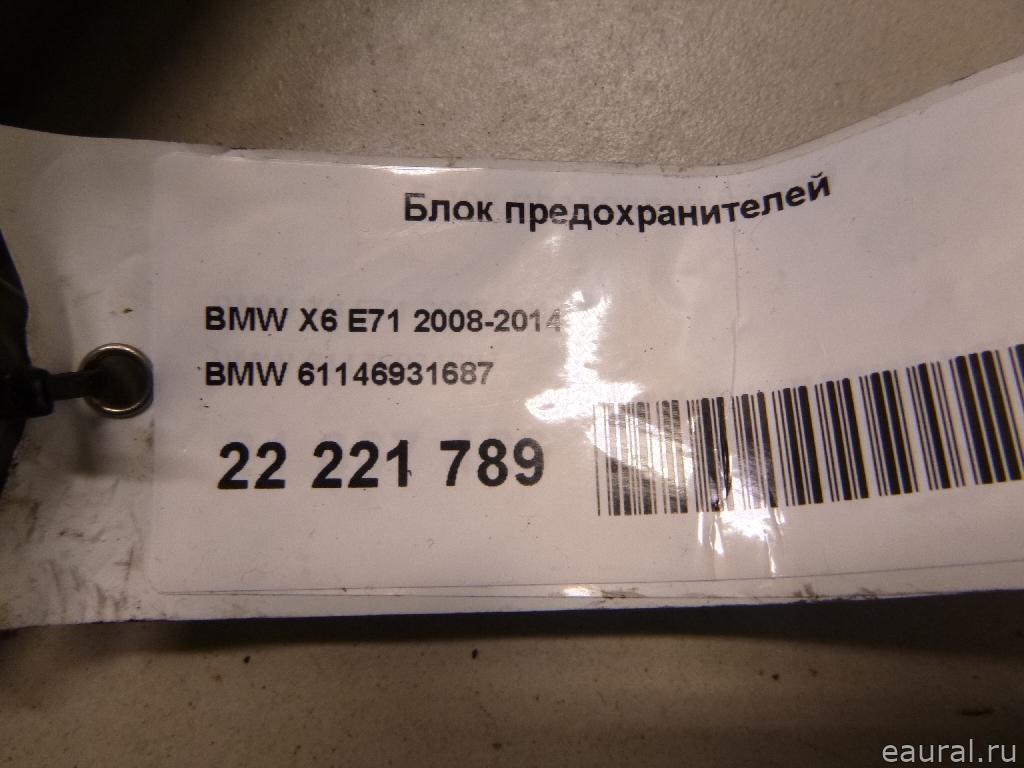 Блок предохранителей
BMW X6 E71 2008-2014
BMW 61146931687
22 221 789
eaural.ru